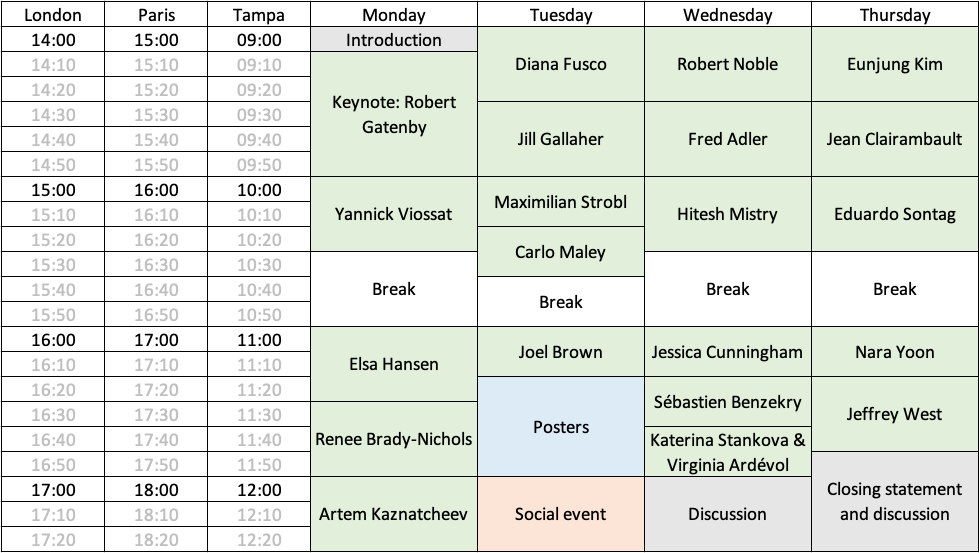 London Paris Tampa Monday Tuesday Wednesday Thursday
14:00 15:00 09:00 Introduction
14:10 15:10 09:10 Diana Fusco Robert Noble Eunjung Kim
14:20 15:20 09:20
Keynote: Robert
14:30 15:30 09:30
Gatenby
14:40 15:40 09:40 Jill Gallaher Fred Adler Jean Clairambault
14:50 15:50 09:50
15:00 16:00 10:00
Maximilian Strobl
15:10 16:10 10:10 Yannick Viossat Hitesh Mistry Eduardo Sontag
15:20 16:20 10:20
Carlo Maley
15:30 16:30 10:30
15:40 16:40 10:40 Break Break Break
Break
15:50 16:50 10:50
16:00 17:00 11:00
Joel Brown Jessica Cunningham Nara Yoon
16:10 17:10 11:10 Elsa Hansen
16:20 17:20 11:20
Sébastien Benzekry
16:30 17:30 11:30 Posters Jeffrey West
16:40 17:40 11:40 Renee Brady-Nichols Katerina Stankova &
16:50 17:50 11:50 Virginia Ardévol
17:00 18:00 12:00 Closing statement
17:10 18:10 12:10 Artem Kaznatcheev Social event Discussion and discussion
17:20 18:20 12:20